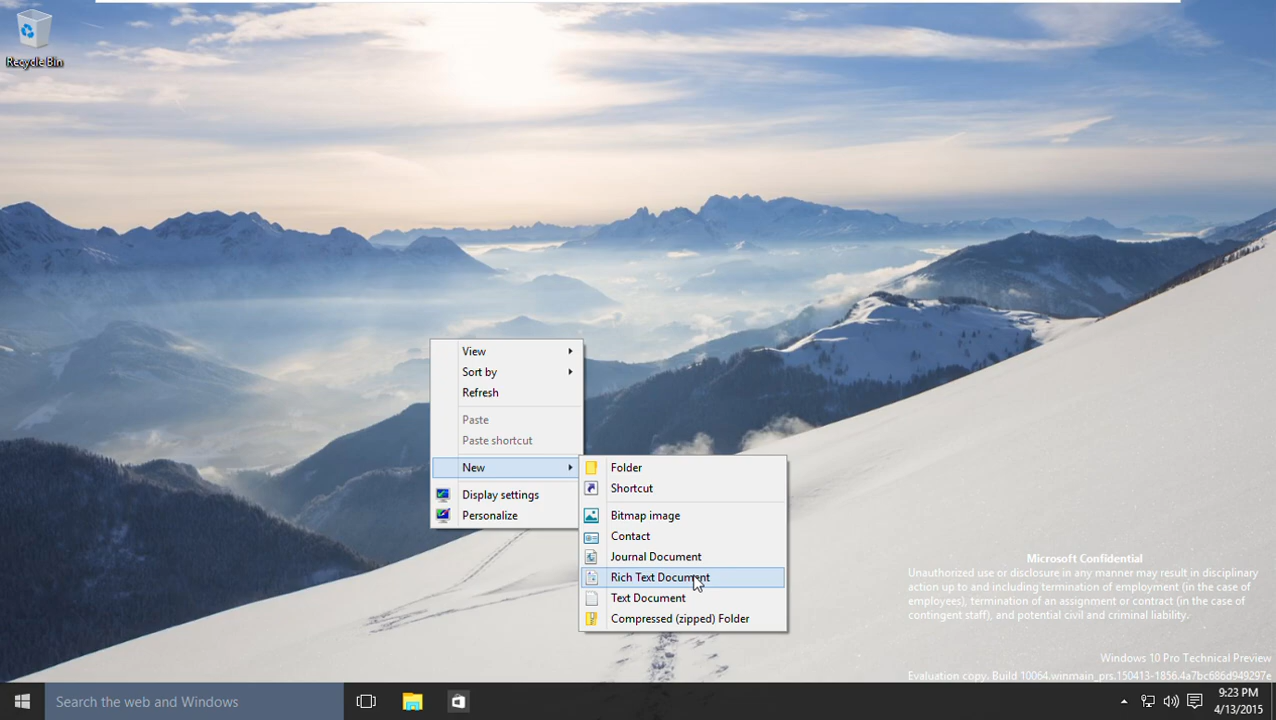 Recycle Bin
View
Sort by
Refresh
Paste
Paste shortcut
New
Display settings
Personalize
Folder
Shortcut
Bitmap image
Contact
Journal Document
Rich Text Document
Text Document
Compressed (zipped) Folder
Microsoft Confidential
Unauthorized use or disclosure in any manner may result in disciplinary
action up to and including termination of employment (in the case of
employees), termination of an assignment or contract (in the case of
contingent staff), and potential civil and criminal liability.
Windows 10 Pro Technical Preview
Evaluation copy. Build 10064.winmain_prs.150413-1856.4a7bc686d949297e
Search the web and Windows
9:23 PM
4/13/2015